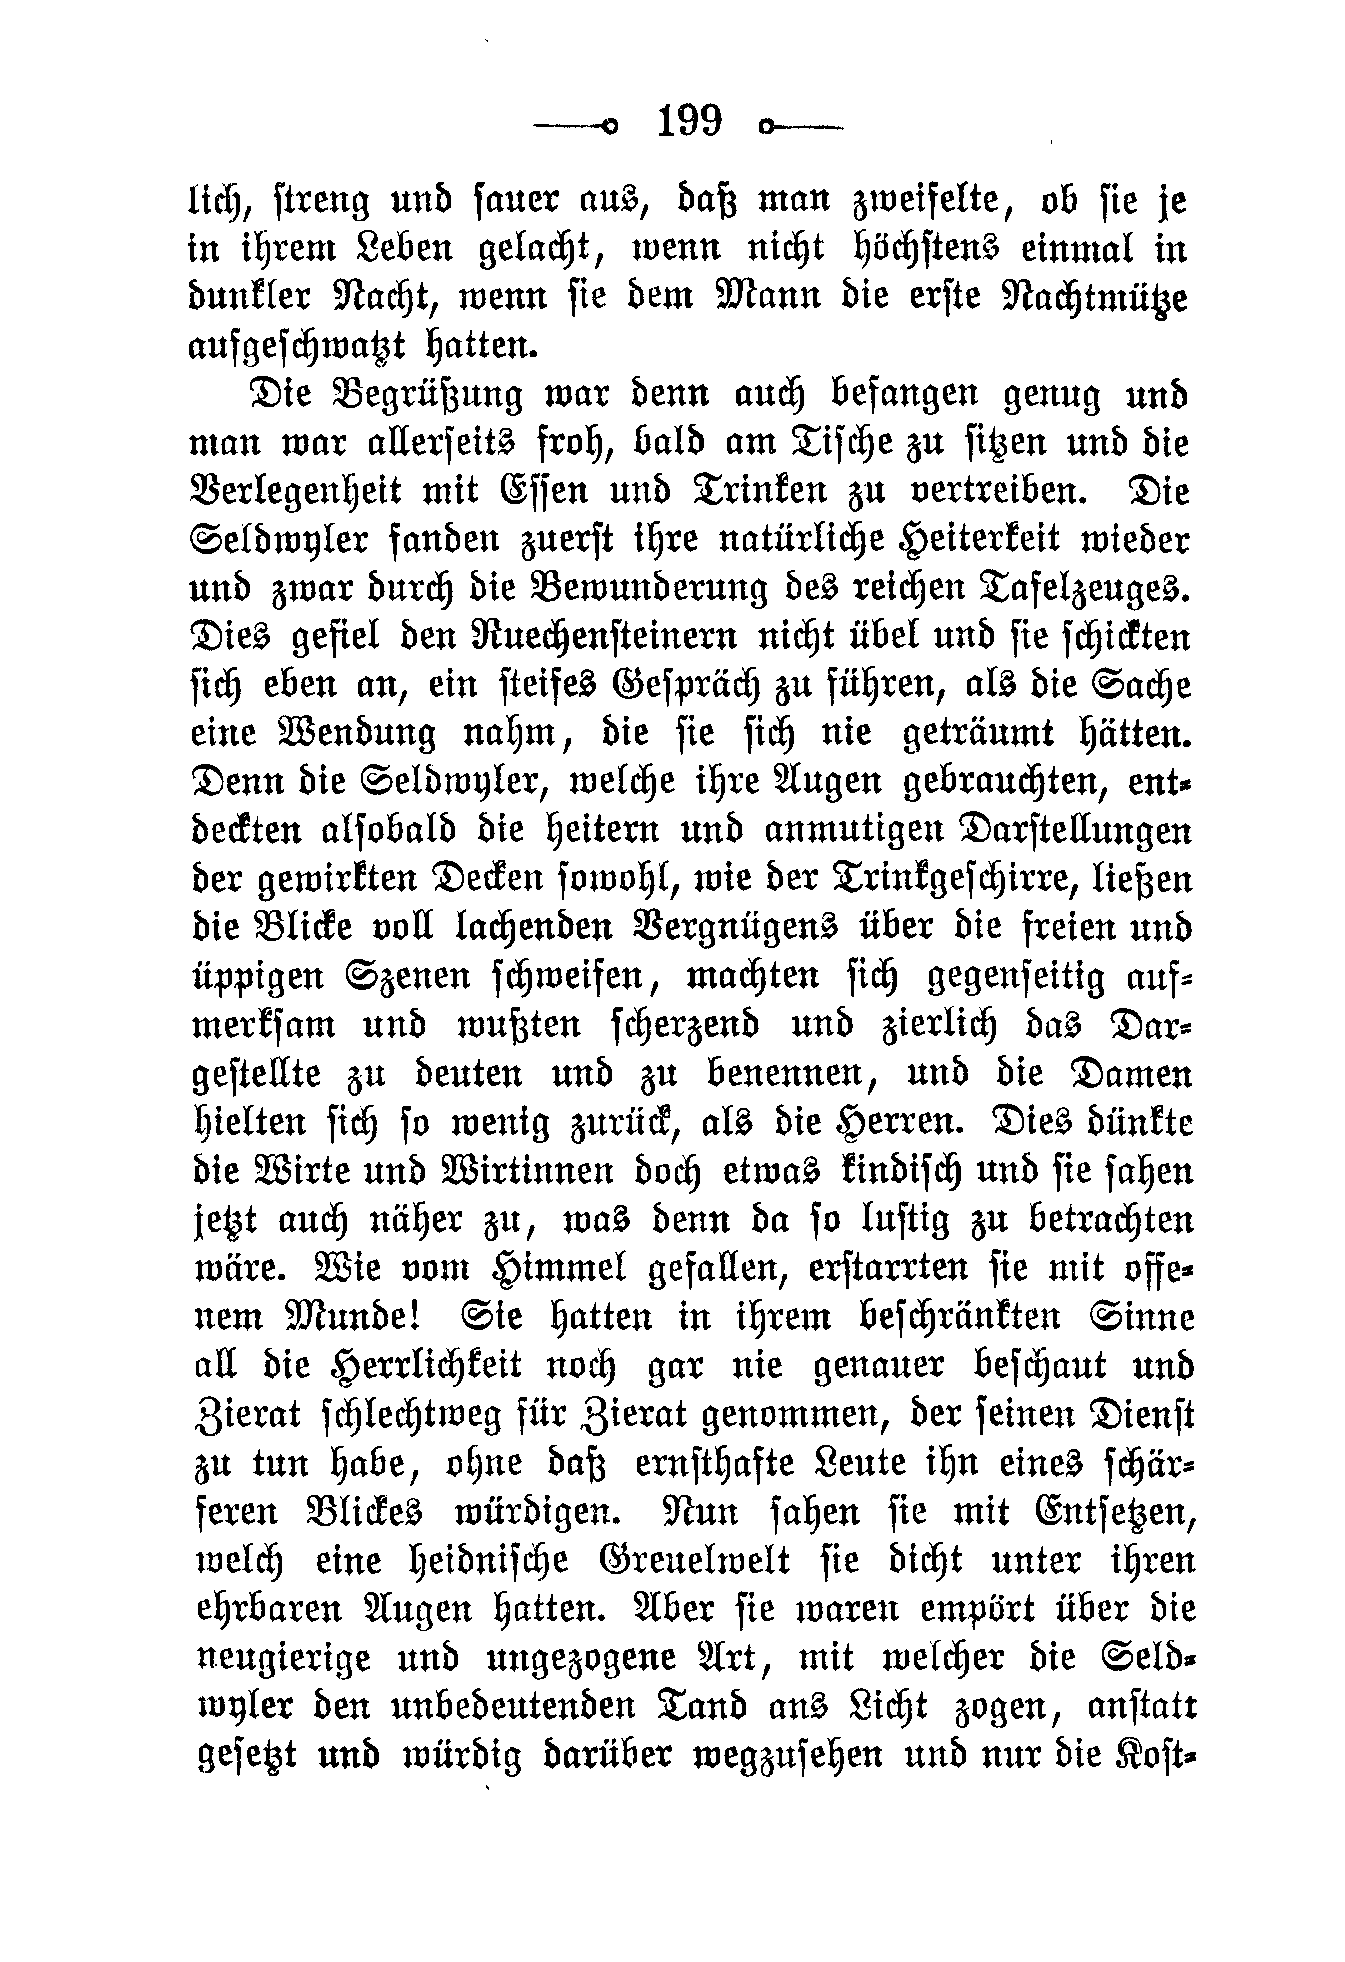 199
lich, streng und sauer aus, daß man zweifelte, ob sie je
in ihrem Leben gelacht, wenn nicht höchstens einmal in
dunkler Nacht, wenn sie dem Mann die erste Nachtmütze
aufgeschwatzt hatten.
Die Begrüßung war denn auch befangen genug und
man war allerseits froh, bald am Tische zu sitzen und die
Verlegenheit mit Essen und Trinken zu vertreiben. Die
Seldwyler fanden zuerst ihre natürliche Heiterkeit wieder
und zwar durch die Bewunderung des reichen Tafelzeuges.
Dies gefiel den Ruechensteinern nicht übel und sie schickten
sich eben an, ein steifes Gespräch zu führen, als die Sache
eine Wendung nahm, die sie sich nie geträumt hätten.
Denn die Seldwyler, welche ihre Augen gebrauchten, ent-
deckten alsobald die heitern und anmutigen Darstellungen
der gewirkten Decken sowohl, wie der Trinkgeschirre, ließen
die Blicke voll lachenden Vergnügens über die freien und
üppigen Szenen schweifen, machten sich gegenseitig auf-
merksam und wußten scherzend und zierlich das Dar-
gestellte zu deuten und zu benennen, und die Damen
hielten sich so wenig zurück, als die Herren. Dies dünkte
die Wirte und Wirtinnen doch etwas kindisch und sie sahen
jetzt auch näher zu, was denn da so lustig zu betrachten
wäre. Wie vom Himmel gefallen, erstarrten sie mit offe-
nem Munde! Sie hatten in ihrem beschränkten Sinne
all die Herrlichkeit noch gar nie genauer beschaut und
Zierat schlechtweg für Zierat genommen, der seinen Dienst
zu tun habe, ohne daß ernsthafte Leute ihn eines schär-
feren Blickes würdigen. Nun sahen sie mit Entsetzen,
welch eine heidnische Greuelwelt sie dicht unter ihren
ehrbaren Augen hatten. Aber sie waren empört über die
neugierige und ungezogene Art, mit welcher die Seld-
wyler den unbedeutenden Tand ans Licht zogen, anstatt
gesetzt und würdig darüber wegzusehen und nur die Kost-